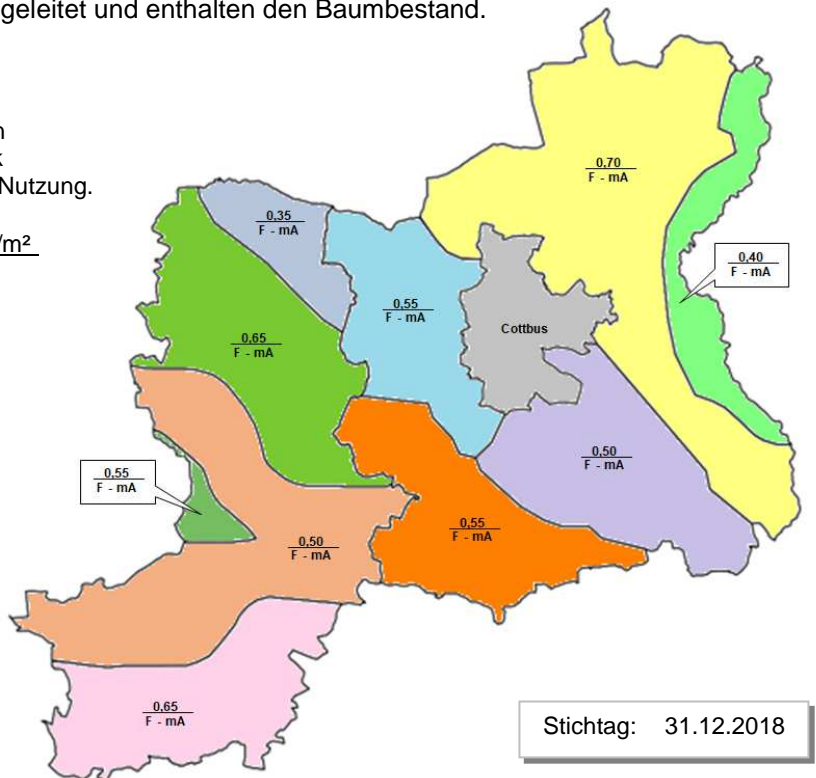 geleitet und enthalten den Baumbestand.
Nutzung.
/m²
0,70
F - mA
0,35
F - mA
0,40
F - mA
0,55
F - mA
Cottbus
0,65
F - mA
0,50
F - mA
0,55
F - mA
0,55
F - mA
0,50
F - mA
0,65
F - mA
Stichtag: 31.12.2018